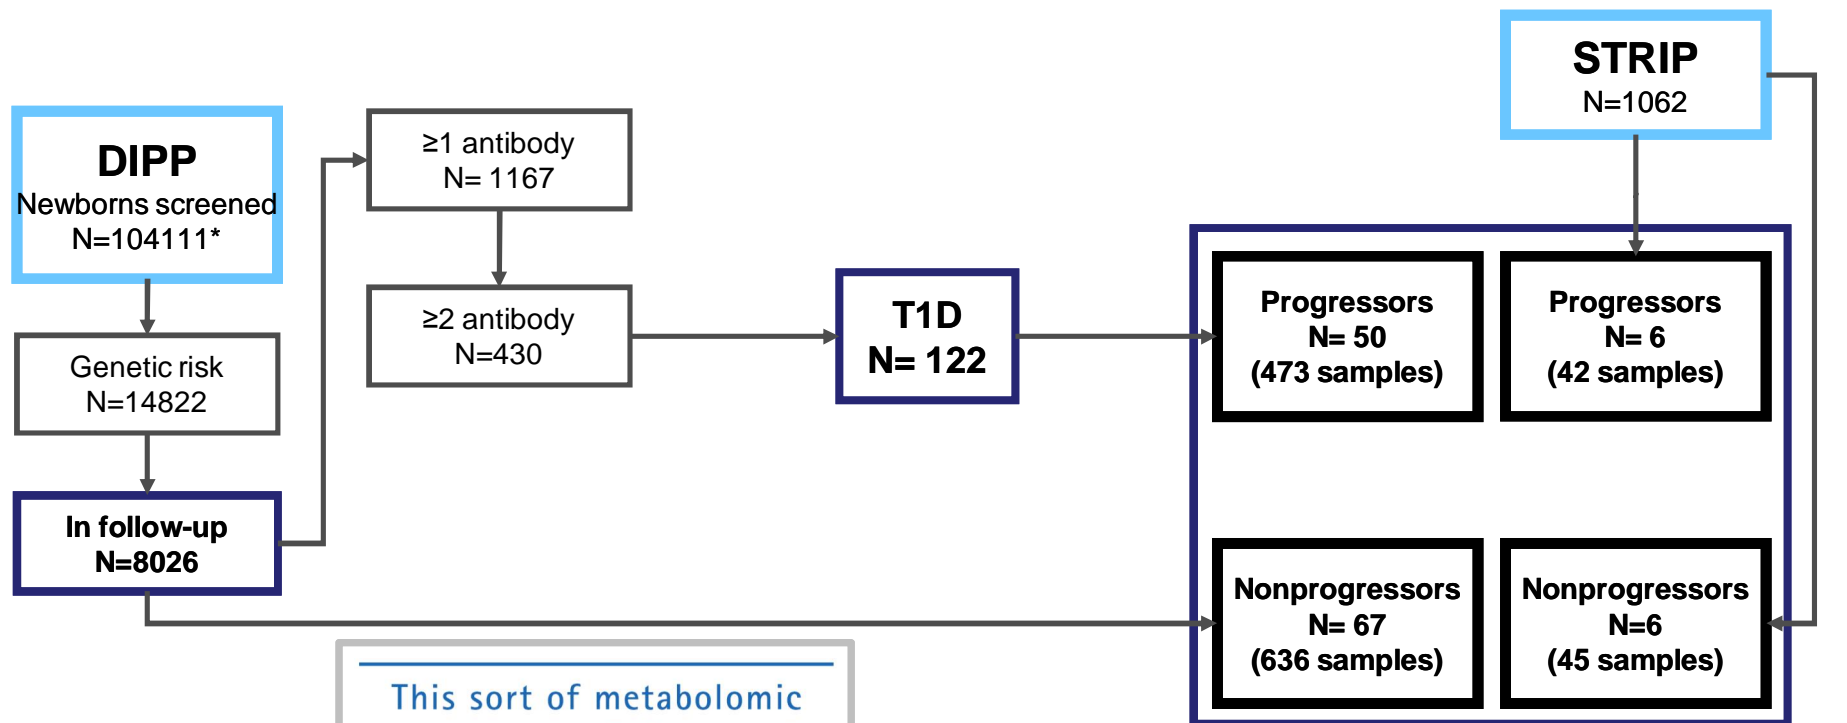 DIPP
Newborns screened
N=104111*
Genetic risk
N=14822
In follow-up
N=8026
≥1 antibody
N= 1167
≥2 antibody
N=430
T1D
N= 122
STRIP
N=1062
Progressors
N= 50
(473 samples)
Progressors
N= 6
(42 samples)
Nonprogressors
N= 67
(636 samples)
Nonprogressors
N=6
(45 samples)
This sort of metabolomic